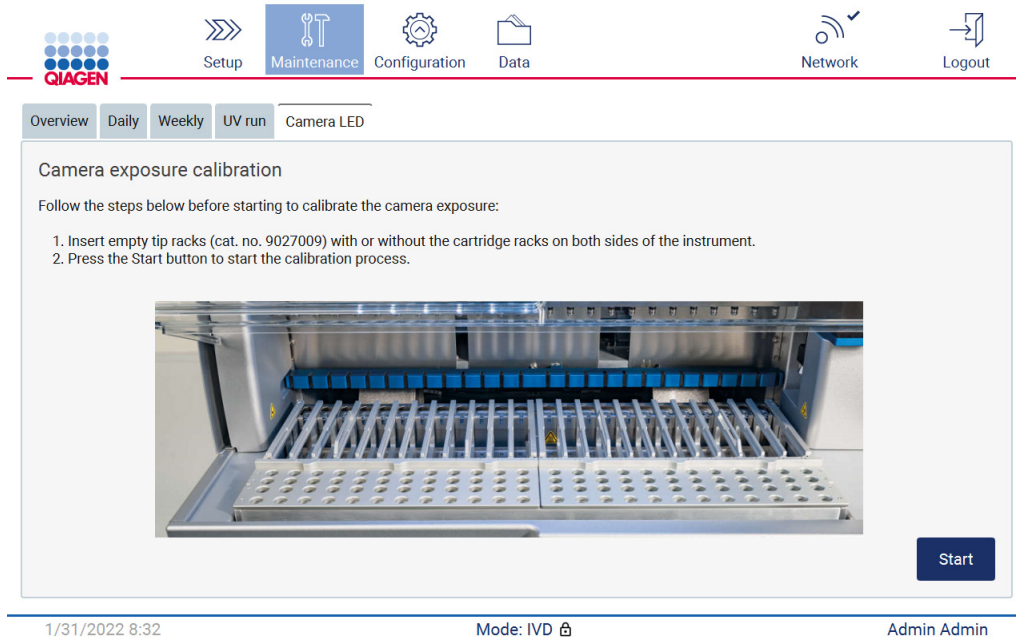 QIAGEN
Setup
Maintenance
Configuration
Data
Network
Logout
Overview
Daily
Weekly
UV run
Camera LED
Camera exposure calibration
Follow the steps below before starting to calibrate the camera exposure:
1. Insert empty tip racks (cat. no. 9027009) with or without the cartridge racks on both sides of the instrument.
2. Press the Start button to start the calibration process.
Start
1/31/2022 8:32
Mode: IVD
Admin Admin